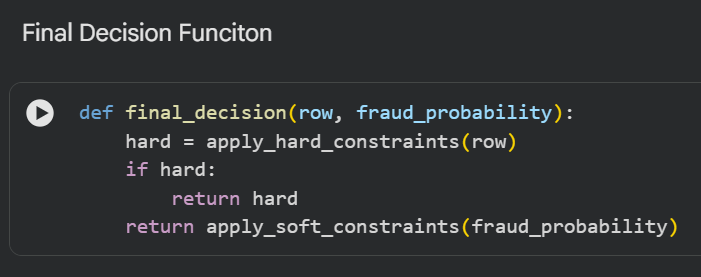 Final Decision Funciton
def final_decision(row, fraud_probability):
    hard = apply_hard_constraints(row)
    if hard:
        return hard
    return apply_soft_constraints(fraud_probability)